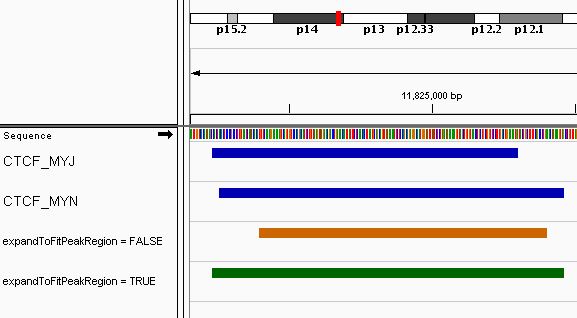 p15.2 p14 p13 p12.33 p12.2 p12.1
11,825,000 bp
Sequence
CTCF_MYJ
CTCF_MYN
expandToFitPeakRegion = FALSE
expandToFitPeakRegion = TRUE